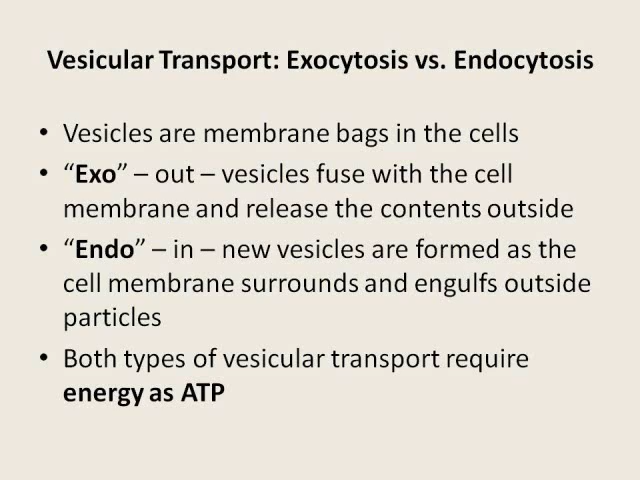 Vesicular Transport: Exocytosis vs. Endocytosis
• Vesicles are membrane bags in the cells
• “Exo” – out – vesicles fuse with the cell
membrane and release the contents outside
• “Endo” – in – new vesicles are formed as the
cell membrane surrounds and engulfs outside
particles
• Both types of vesicular transport require
energy as ATP